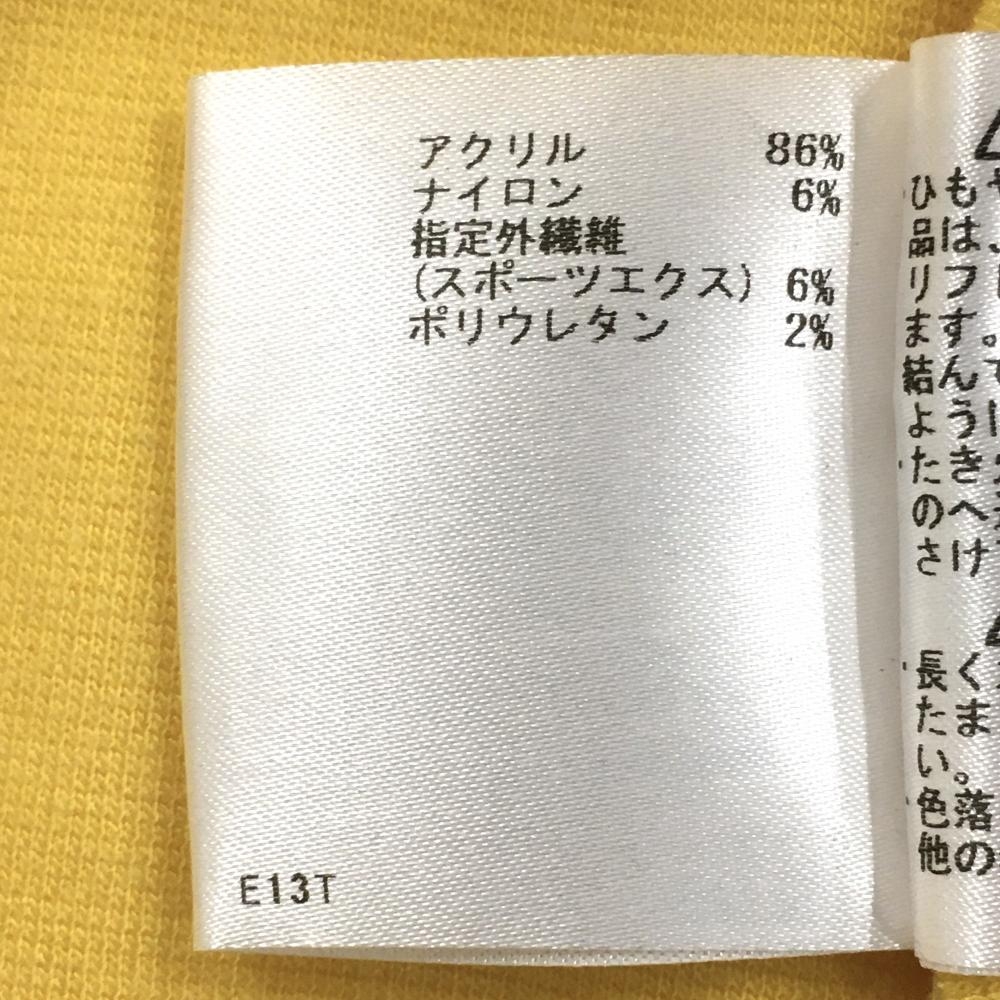 アクリル 86%
ナイロン 6%
指定外繊維
(スポーツエクス) 6%
ポリウレタン 2%
E13T
も
ひ
は
品
フ
リ
す。
ま
ん
結
う
よ
き
た
へ
の
け
さ
く
長
ま
た
い。
落
色
の
他